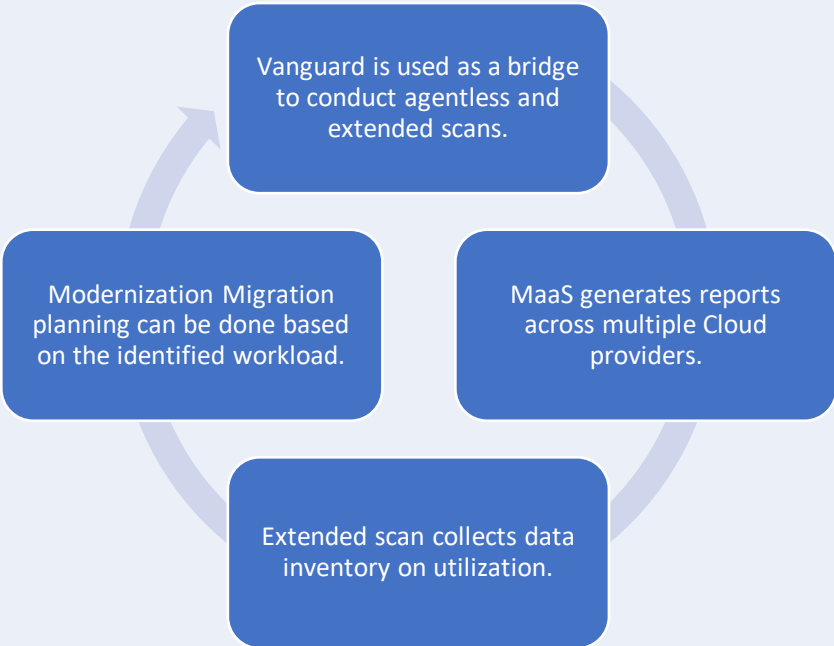 Vanguard is used as a bridge
to conduct agentless and
extended scans.
MaaS generates reports
across multiple Cloud
providers.
Extended scan collects data
inventory on utilization.
Modernization Migration
planning can be done based
on the identified workload.